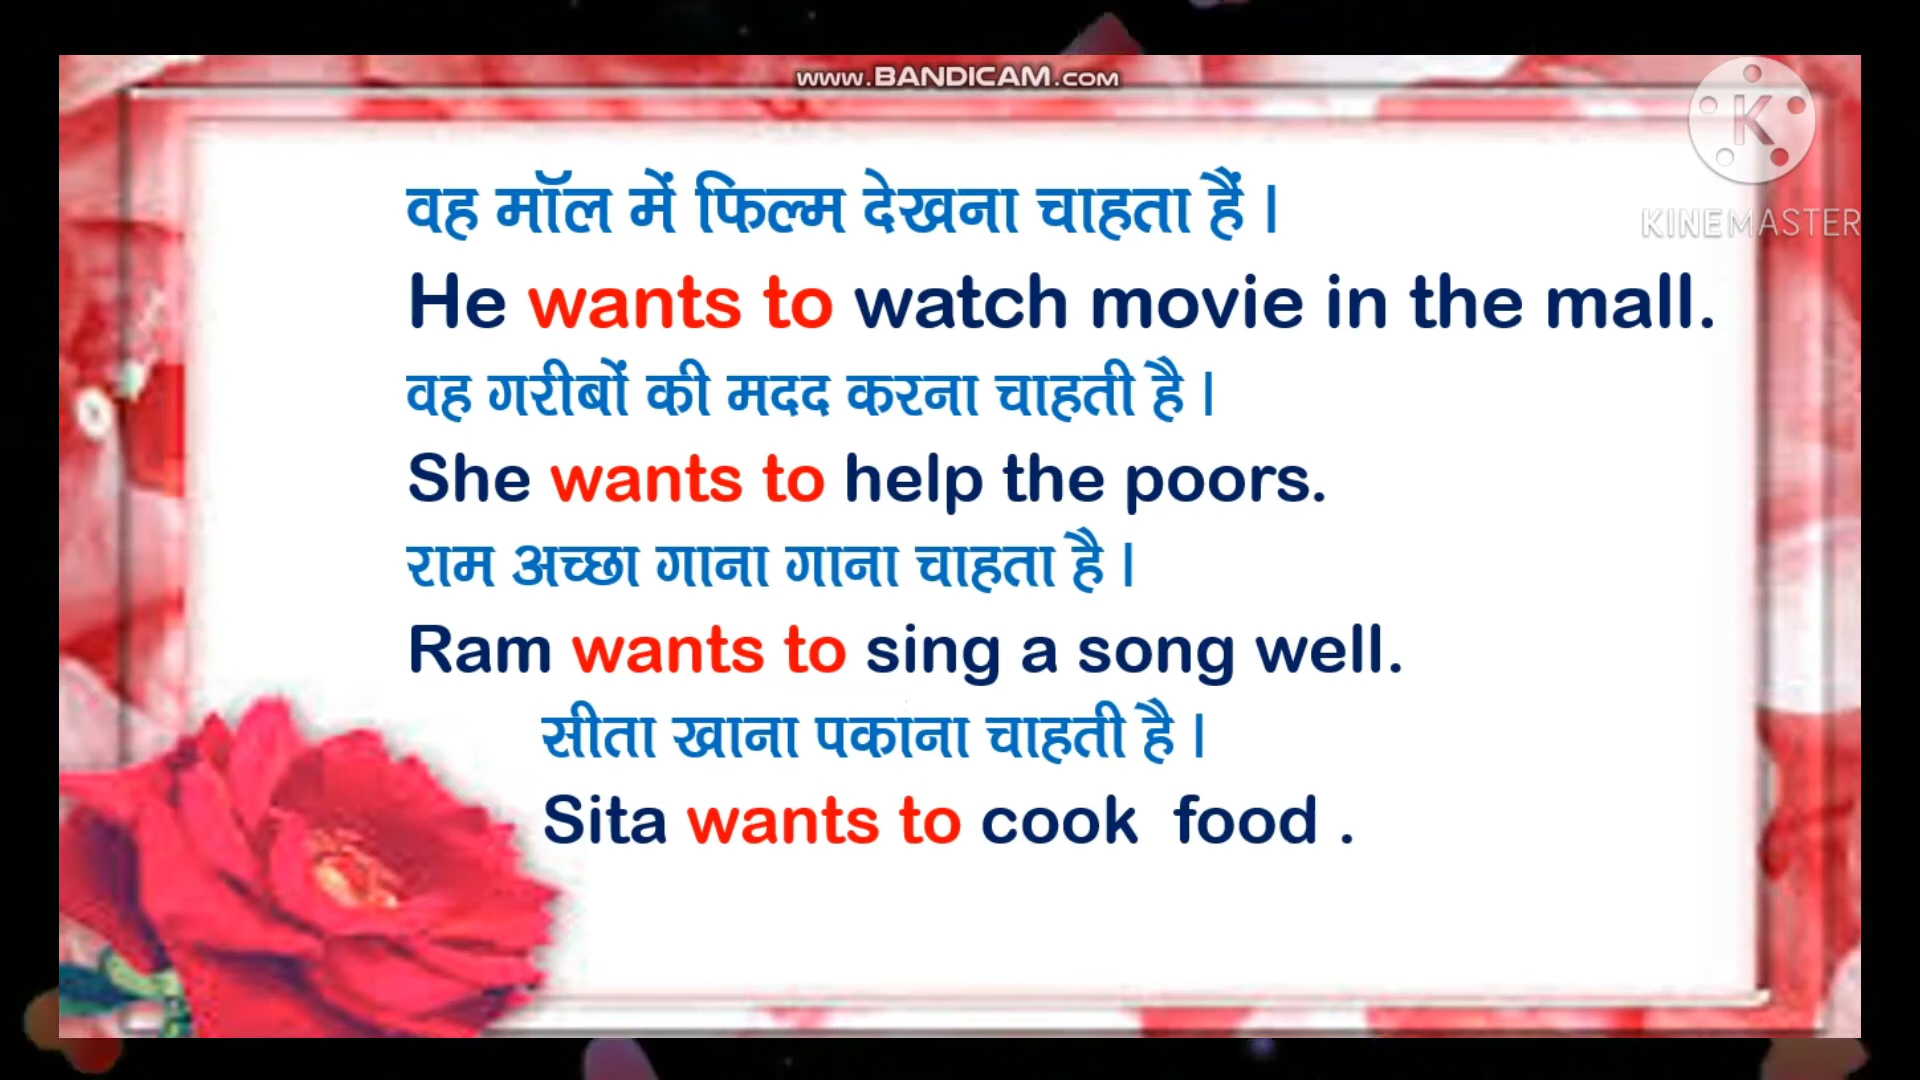 www.BANDICAM.com
K
KINEMASTER
वह मॉल में फिल्म देखना चाहता हैं ।
He wants to watch movie in the mall.
वह गरीबों की मदद करना चाहती है ।
She wants to help the poors.
राम अच्छा गाना गाना चाहता है ।
Ram wants to sing a song well.
सीता खाना पकाना चाहती है ।
Sita wants to cook food .